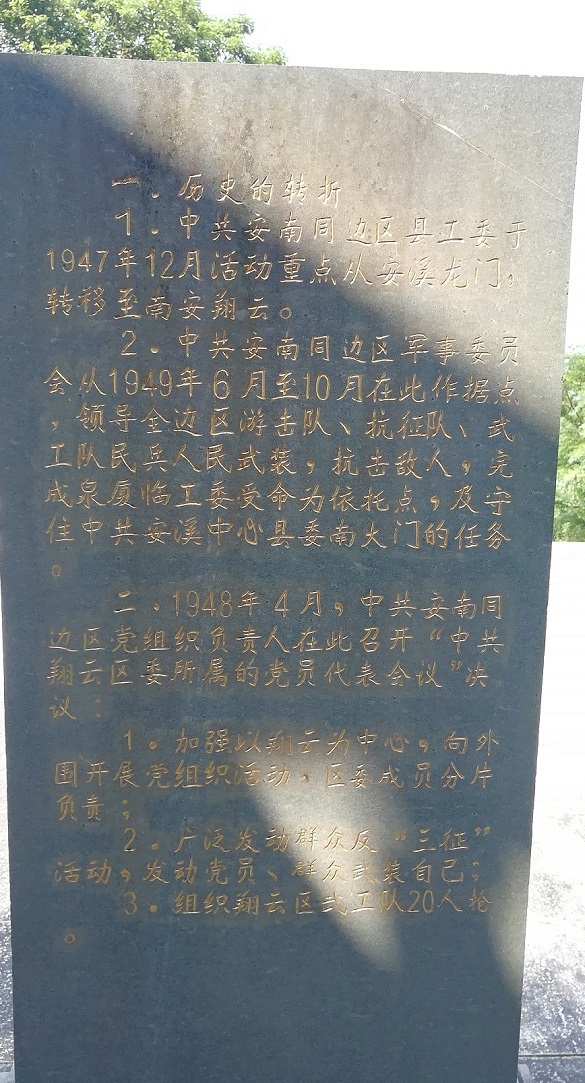 一.历史的转折
1.中共安南同边区县工委于
1947年12月活动重点从安溪龙门,
转移至南安翔云。
2.中共安南同边区军事委员
会从1949年6月至10月在此作据点
,领导全边区游击队、抗征队、武
工队民兵人民武装,抗击敌人,完
成泉厦临工委受命为依托点,及守
住中共安溪中心县委南大门的任务
。
二.1948年4月,中共安南同
边区党组织负责人在此召开“中共
翔云区委所属的党员代表会议”决
议:
1。加强以翔云为中心,向外
围开展党组织活动,区委成员分片
负责;
2。广泛发动群众反“三征”
活动,发动党员、群众武装自己;
3。组织翔云区武工队20人枪
。